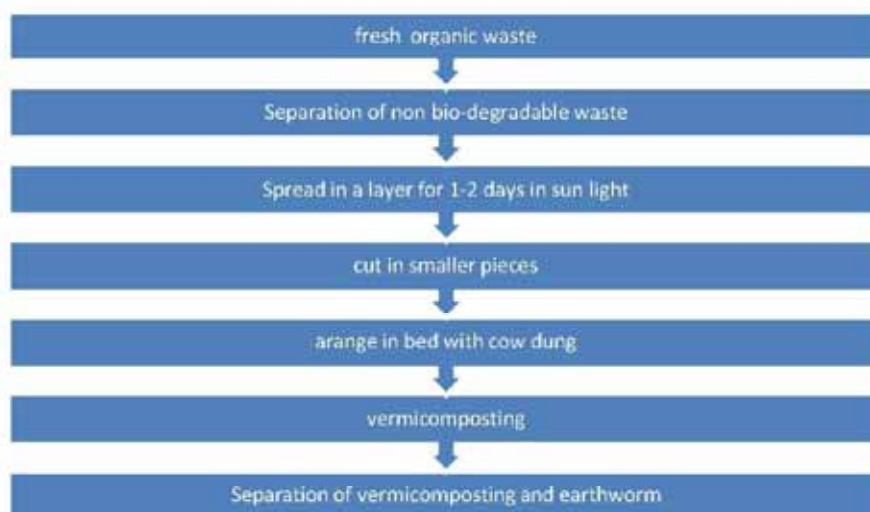 fresh organic waste
Separation of non bio-degradable waste
Spread in a layer for 1-2 days in sun light
cut in smaller pieces
arange in bed with cow dung
vermicomposting
Separation of vermicomposting and earthworm